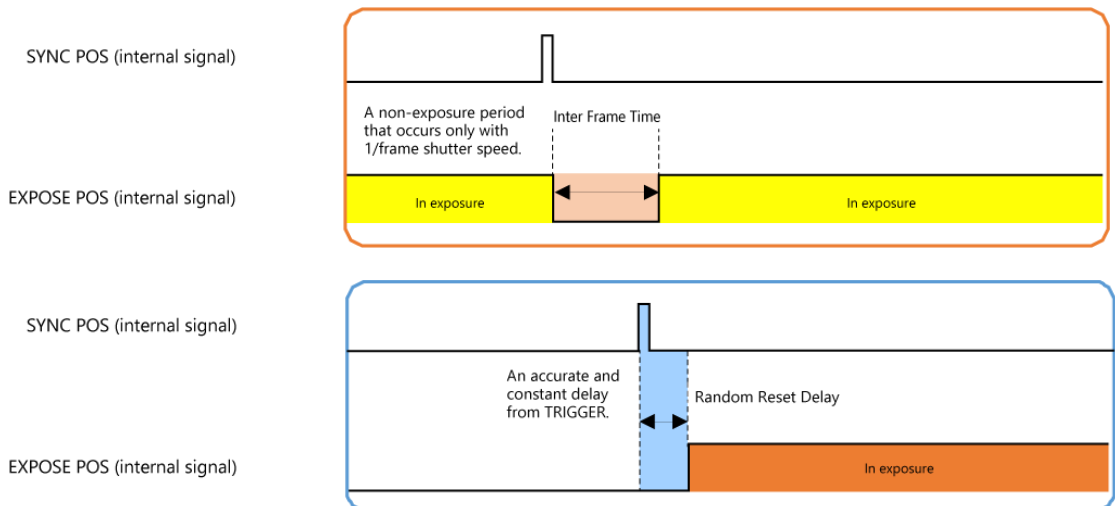 SYNC POS (internal signal)
A non-exposure period
that occurs only with
1/frame shutter speed.
Inter Frame Time
EXPOSE POS (internal signal)
In exposure
In exposure
SYNC POS (internal signal)
An accurate and
constant delay
from TRIGGER.
Random Reset Delay
EXPOSE POS (internal signal)
In exposure